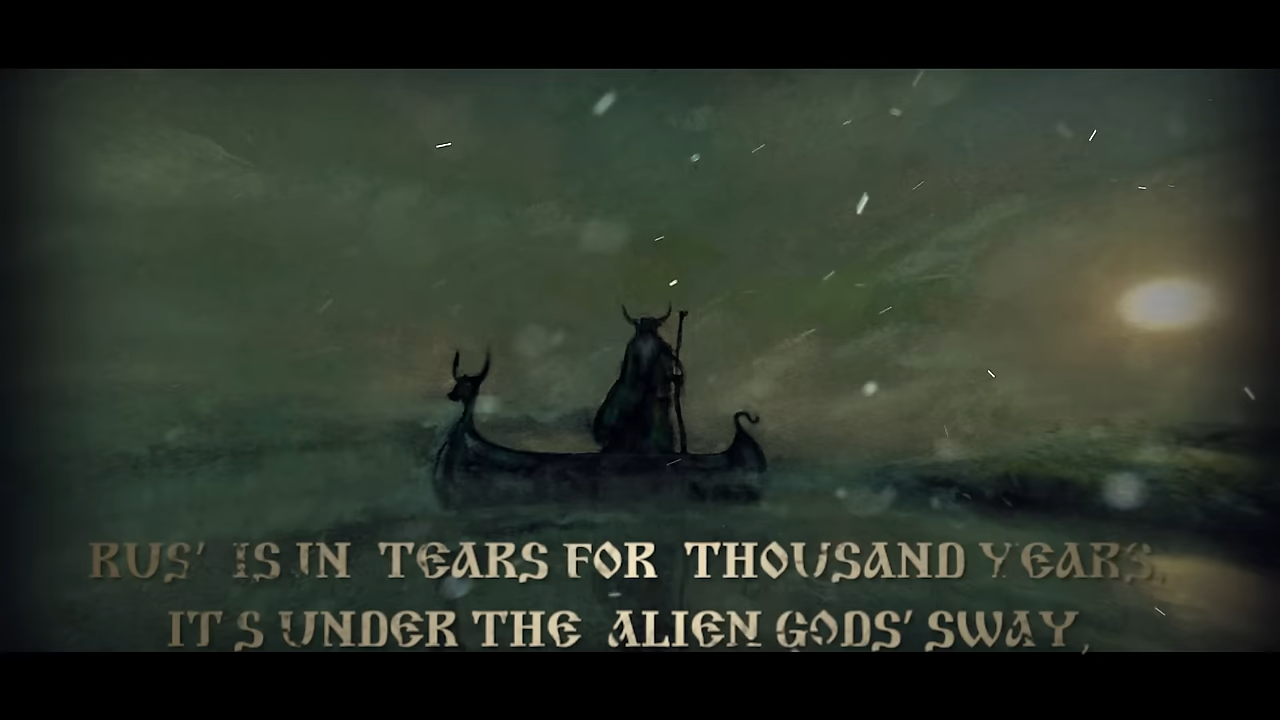 RUS' IS IN TEARS FOR THOUSAND YEARS,
IT'S UNDER THE ALIEN GODS' SWAY,